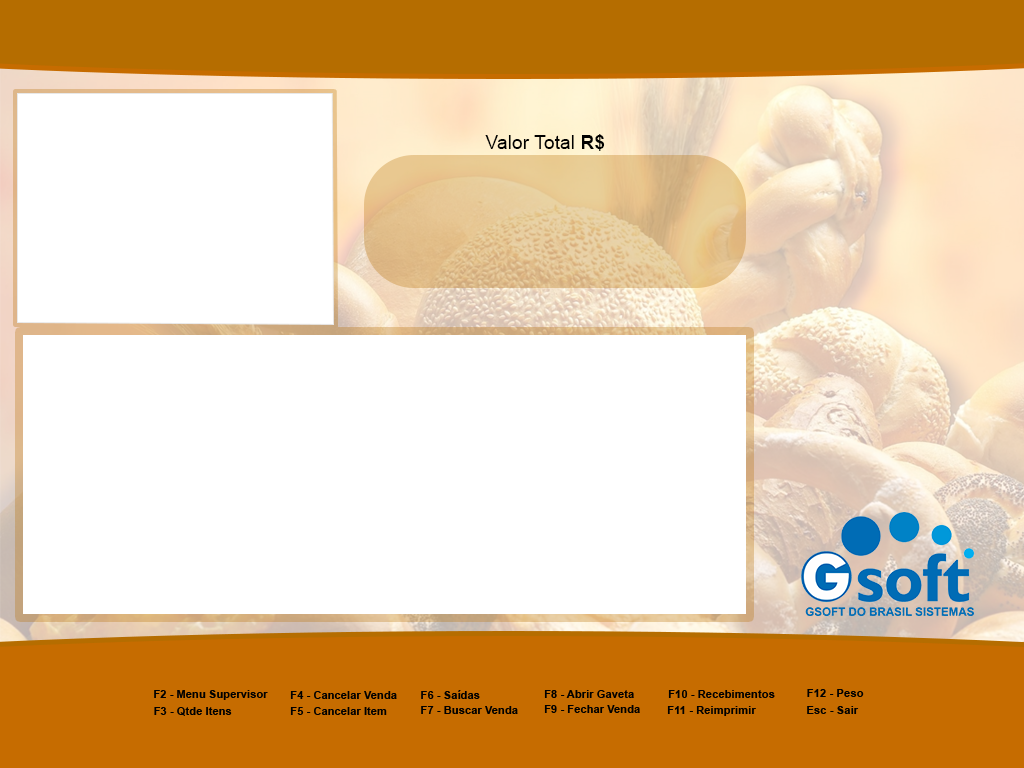 Valor Total R$
Gsoft
GSOFT DO BRASIL SISTEMAS
F2 - Menu Supervisor
F3 - Qtde Itens
F4 - Cancelar Venda
F5 - Cancelar Item
F6 - Saídas
F7 - Buscar Venda
F8 - Abrir Gaveta
F9 - Fechar Venda
F10 - Recebimentos
F11 - Reimprimir
F12 - Peso
Esc - Sair